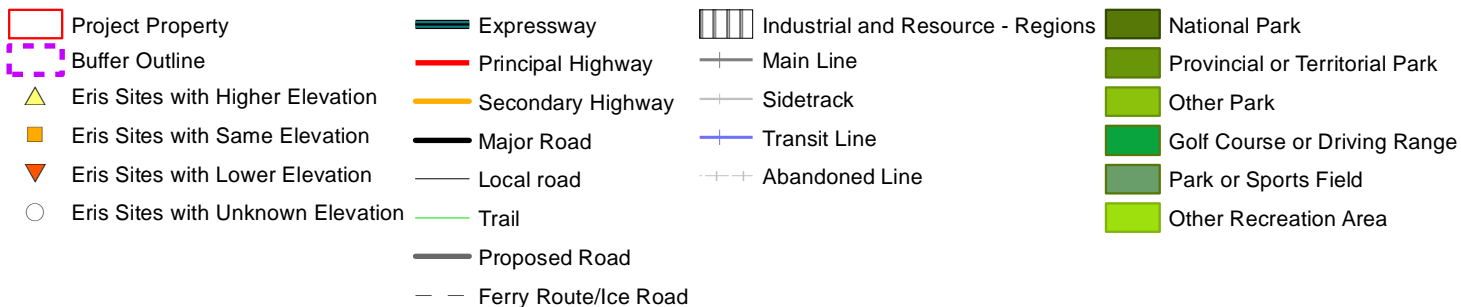 Project Property
Buffer Outline
Eris Sites with Higher Elevation
Eris Sites with Same Elevation
Eris Sites with Lower Elevation
Eris Sites with Unknown Elevation
Expressway
Principal Highway
Secondary Highway
Major Road
Local road
Trail
Proposed Road
Ferry Route/Ice Road
Industrial and Resource - Regions
Main Line
Sidetrack
Transit Line
Abandoned Line
National Park
Provincial or Territorial Park
Other Park
Golf Course or Driving Range
Park or Sports Field
Other Recreation Area